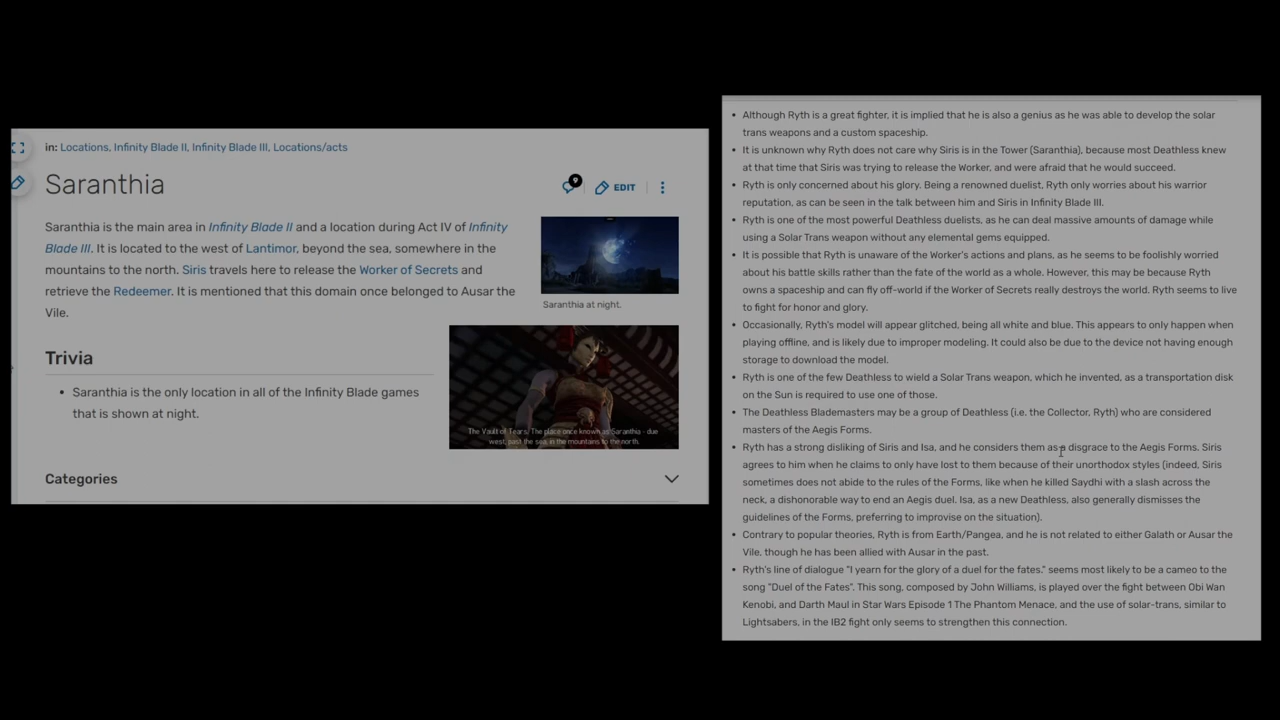 in: Locations, Infinity Blade II, Infinity Blade III, Locations/acts
Saranthia
9
EDIT
Saranthia is the main area in Infinity Blade II and a location during Act IV of Infinity
Blade III. It is located to the west of Lantimor, beyond the sea, somewhere in the
mountains to the north. Siris travels here to release the Worker of Secrets and
retrieve the Redeemer. It is mentioned that this domain once belonged to Ausar the
Vile.
Saranthia at night.
Trivia
• Saranthia is the only location in all of the Infinity Blade games
that is shown at night.
The Vault of Tears. The place once known as Saranthia - due
west, past the sea, in the mountains to the north.
Categories
• Although Ryth is a great fighter, it is implied that he is also a genius as he was able to develop the solar
trans weapons and a custom spaceship.
• It is unknown why Ryth does not care why Siris is in the Tower (Saranthia), because most Deathless knew
at that time that Siris was trying to release the Worker, and were afraid that he would succeed.
• Ryth is only concerned about his glory. Being a renowned duelist, Ryth only worries about his warrior
reputation, as can be seen in the talk between him and Siris in Infinity Blade III.
• Ryth is one of the most powerful Deathless duelists, as he can deal massive amounts of damage while
using a Solar Trans weapon without any elemental gems equipped.
• It is possible that Ryth is unaware of the Worker's actions and plans, as he seems to be foolishly worried
about his battle skills rather than the fate of the world as a whole. However, this may be because Ryth
owns a spaceship and can fly off-world if the Worker of Secrets really destroys the world. Ryth seems to live
to fight for honor and glory.
• Occasionally, Ryth's model will appear glitched, being all white and blue. This appears to only happen when
playing offline, and is likely due to improper modeling. It could also be due to the device not having enough
storage to download the model.
• Ryth is one of the few Deathless to wield a Solar Trans weapon, which he invented, as a transportation disk
on the Sun is required to use one of those.
• The Deathless Blademasters may be a group of Deathless (i.e. the Collector, Ryth) who are considered
masters of the Aegis Forms.
• Ryth has a strong disliking of Siris and Isa, and he considers them as a disgrace to the Aegis Forms. Siris
agrees to him when he claims to only have lost to them because of their unorthodox styles (indeed, Siris
sometimes does not abide to the rules of the Forms, like when he killed Saydhi with a slash across the
neck, a dishonorable way to end an Aegis duel. Isa, as a new Deathless, also generally dismisses the
guidelines of the Forms, preferring to improvise on the situation).
• Contrary to popular theories, Ryth is from Earth/Pangea, and he is not related to either Galath or Ausar the
Vile, though he has been allied with Ausar in the past.
• Ryth's line of dialogue "I yearn for the glory of a duel for the fates." seems most likely to be a cameo to the
song "Duel of the Fates". This song, composed by John Williams, is played over the fight between Obi Wan
Kenobi, and Darth Maul in Star Wars Episode 1 The Phantom Menace, and the use of solar-trans, similar to
Lightsabers, in the IB2 fight only seems to strengthen this connection.